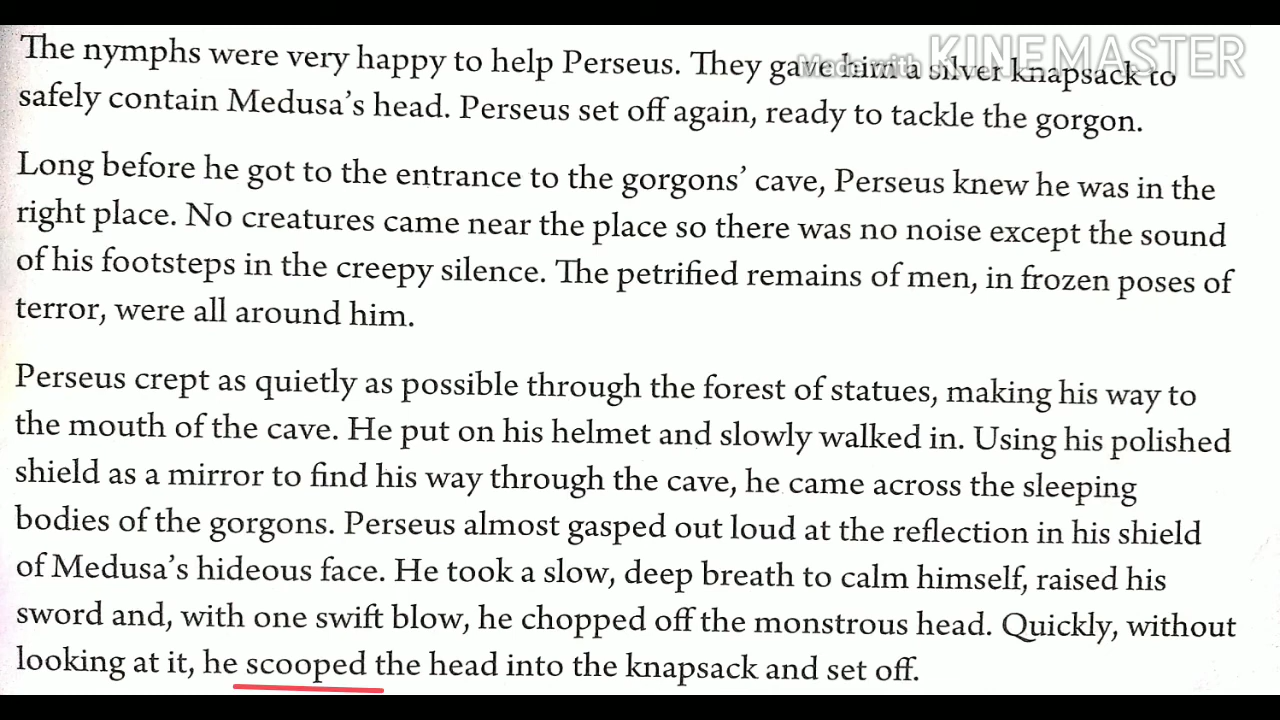 The nymphs were very happy to help Perseus. They gave him a silver knapsack to
Made with KINEMASTER
safely contain Medusa's head. Perseus set off again, ready to tackle the gorgon.
Long before he got to the entrance to the gorgons' cave, Perseus knew he was in the
right place. No creatures came near the place so there was no noise except the sound
of his footsteps in the creepy silence. The petrified remains of men, in frozen poses of
terror, were all around him.
Perseus crept as quietly as possible through the forest of statues, making his way to
the mouth of the cave. He put on his helmet and slowly walked in. Using his polished
shield as a mirror to find his way through the cave, he came across the sleeping
bodies of the gorgons. Perseus almost gasped out loud at the reflection in his shield
of Medusa's hideous face. He took a slow, deep breath to calm himself, raised his
sword and, with one swift blow, he chopped off the monstrous head. Quickly, without
looking at it, he scooped the head into the knapsack and set off.